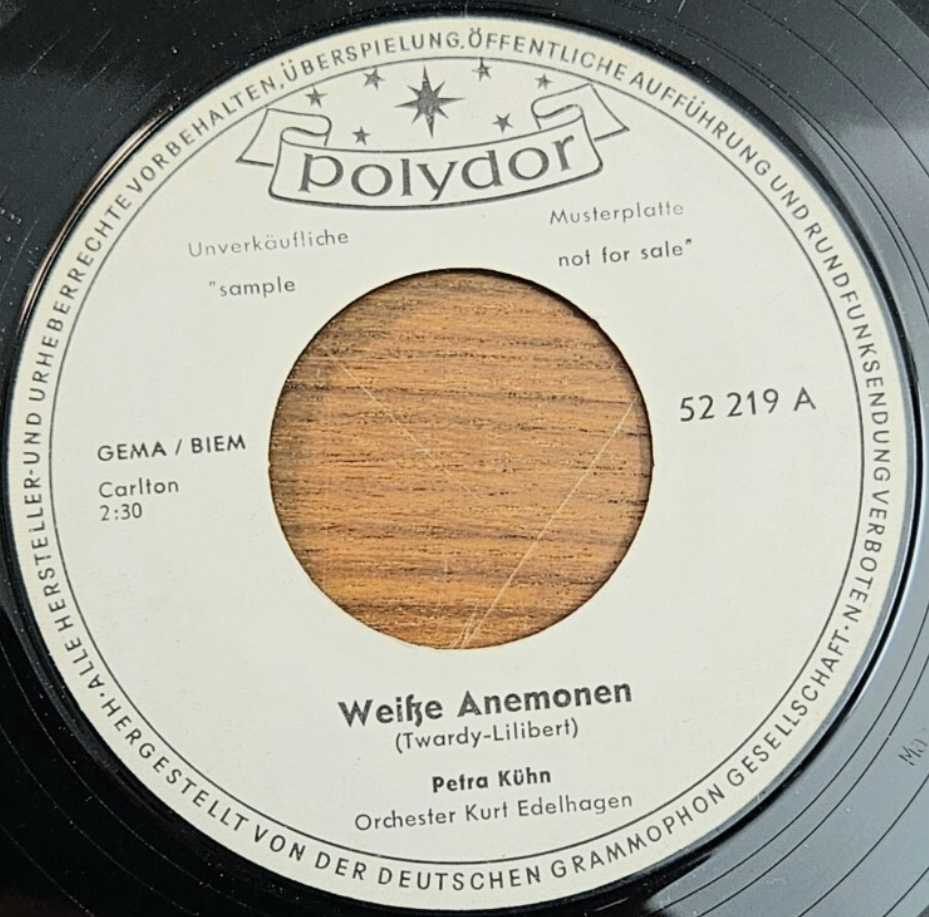 ALLE HERSTELLER-UND URHEBERRECHTE VORBEHALTEN, ÜBERSPIELUNG, ÖFFENTLICHE AUFFÜHRUNG UND RUNDFUNKSENDUNG VERBOTEN·
polydor
Unverkäufliche Musterplatte
"sample not for sale"
52 219 A
GEMA / BIEM
Carlton
2:30
Weiße Anemonen
(Twardy-Lilibert)
Petra Kühn
Orchester Kurt Edelhagen
HERGESTELLT VON DER DEUTSCHEN GRAMMOPHON GESELLSCHAFT·